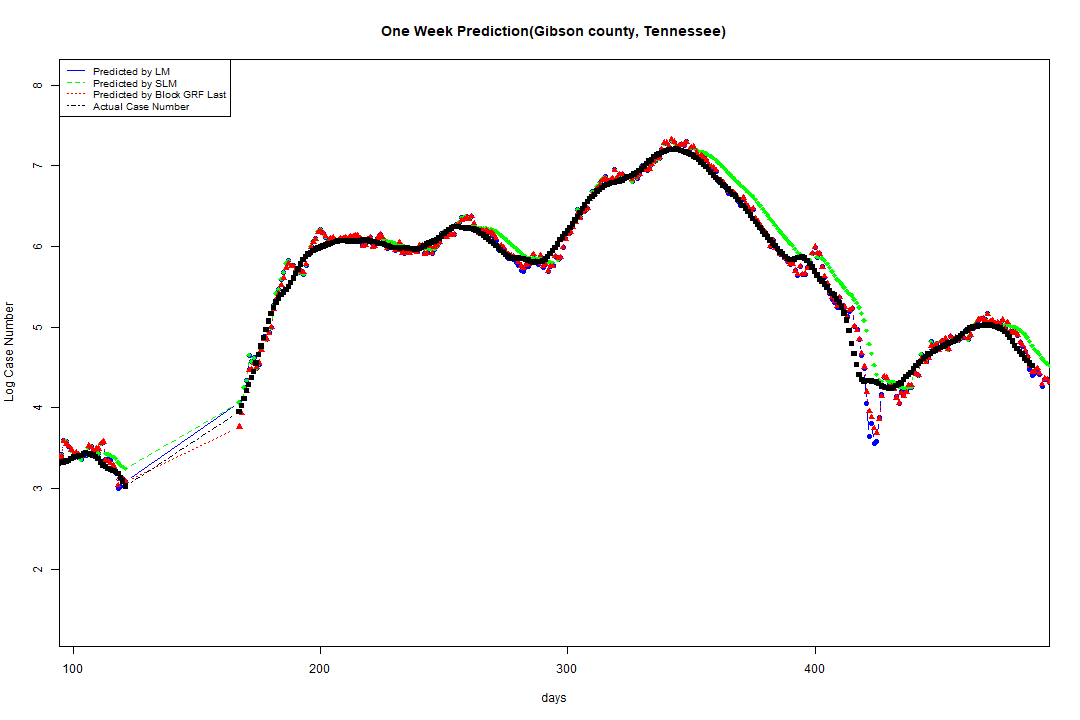 One Week Prediction(Gibson county, Tennessee)
Predicted by LM
Predicted by SLM
Predicted by Block GRF Last
Actual Case Number
8
7
6
5
4
3
2
Log Case Number
100 200 300 400
days